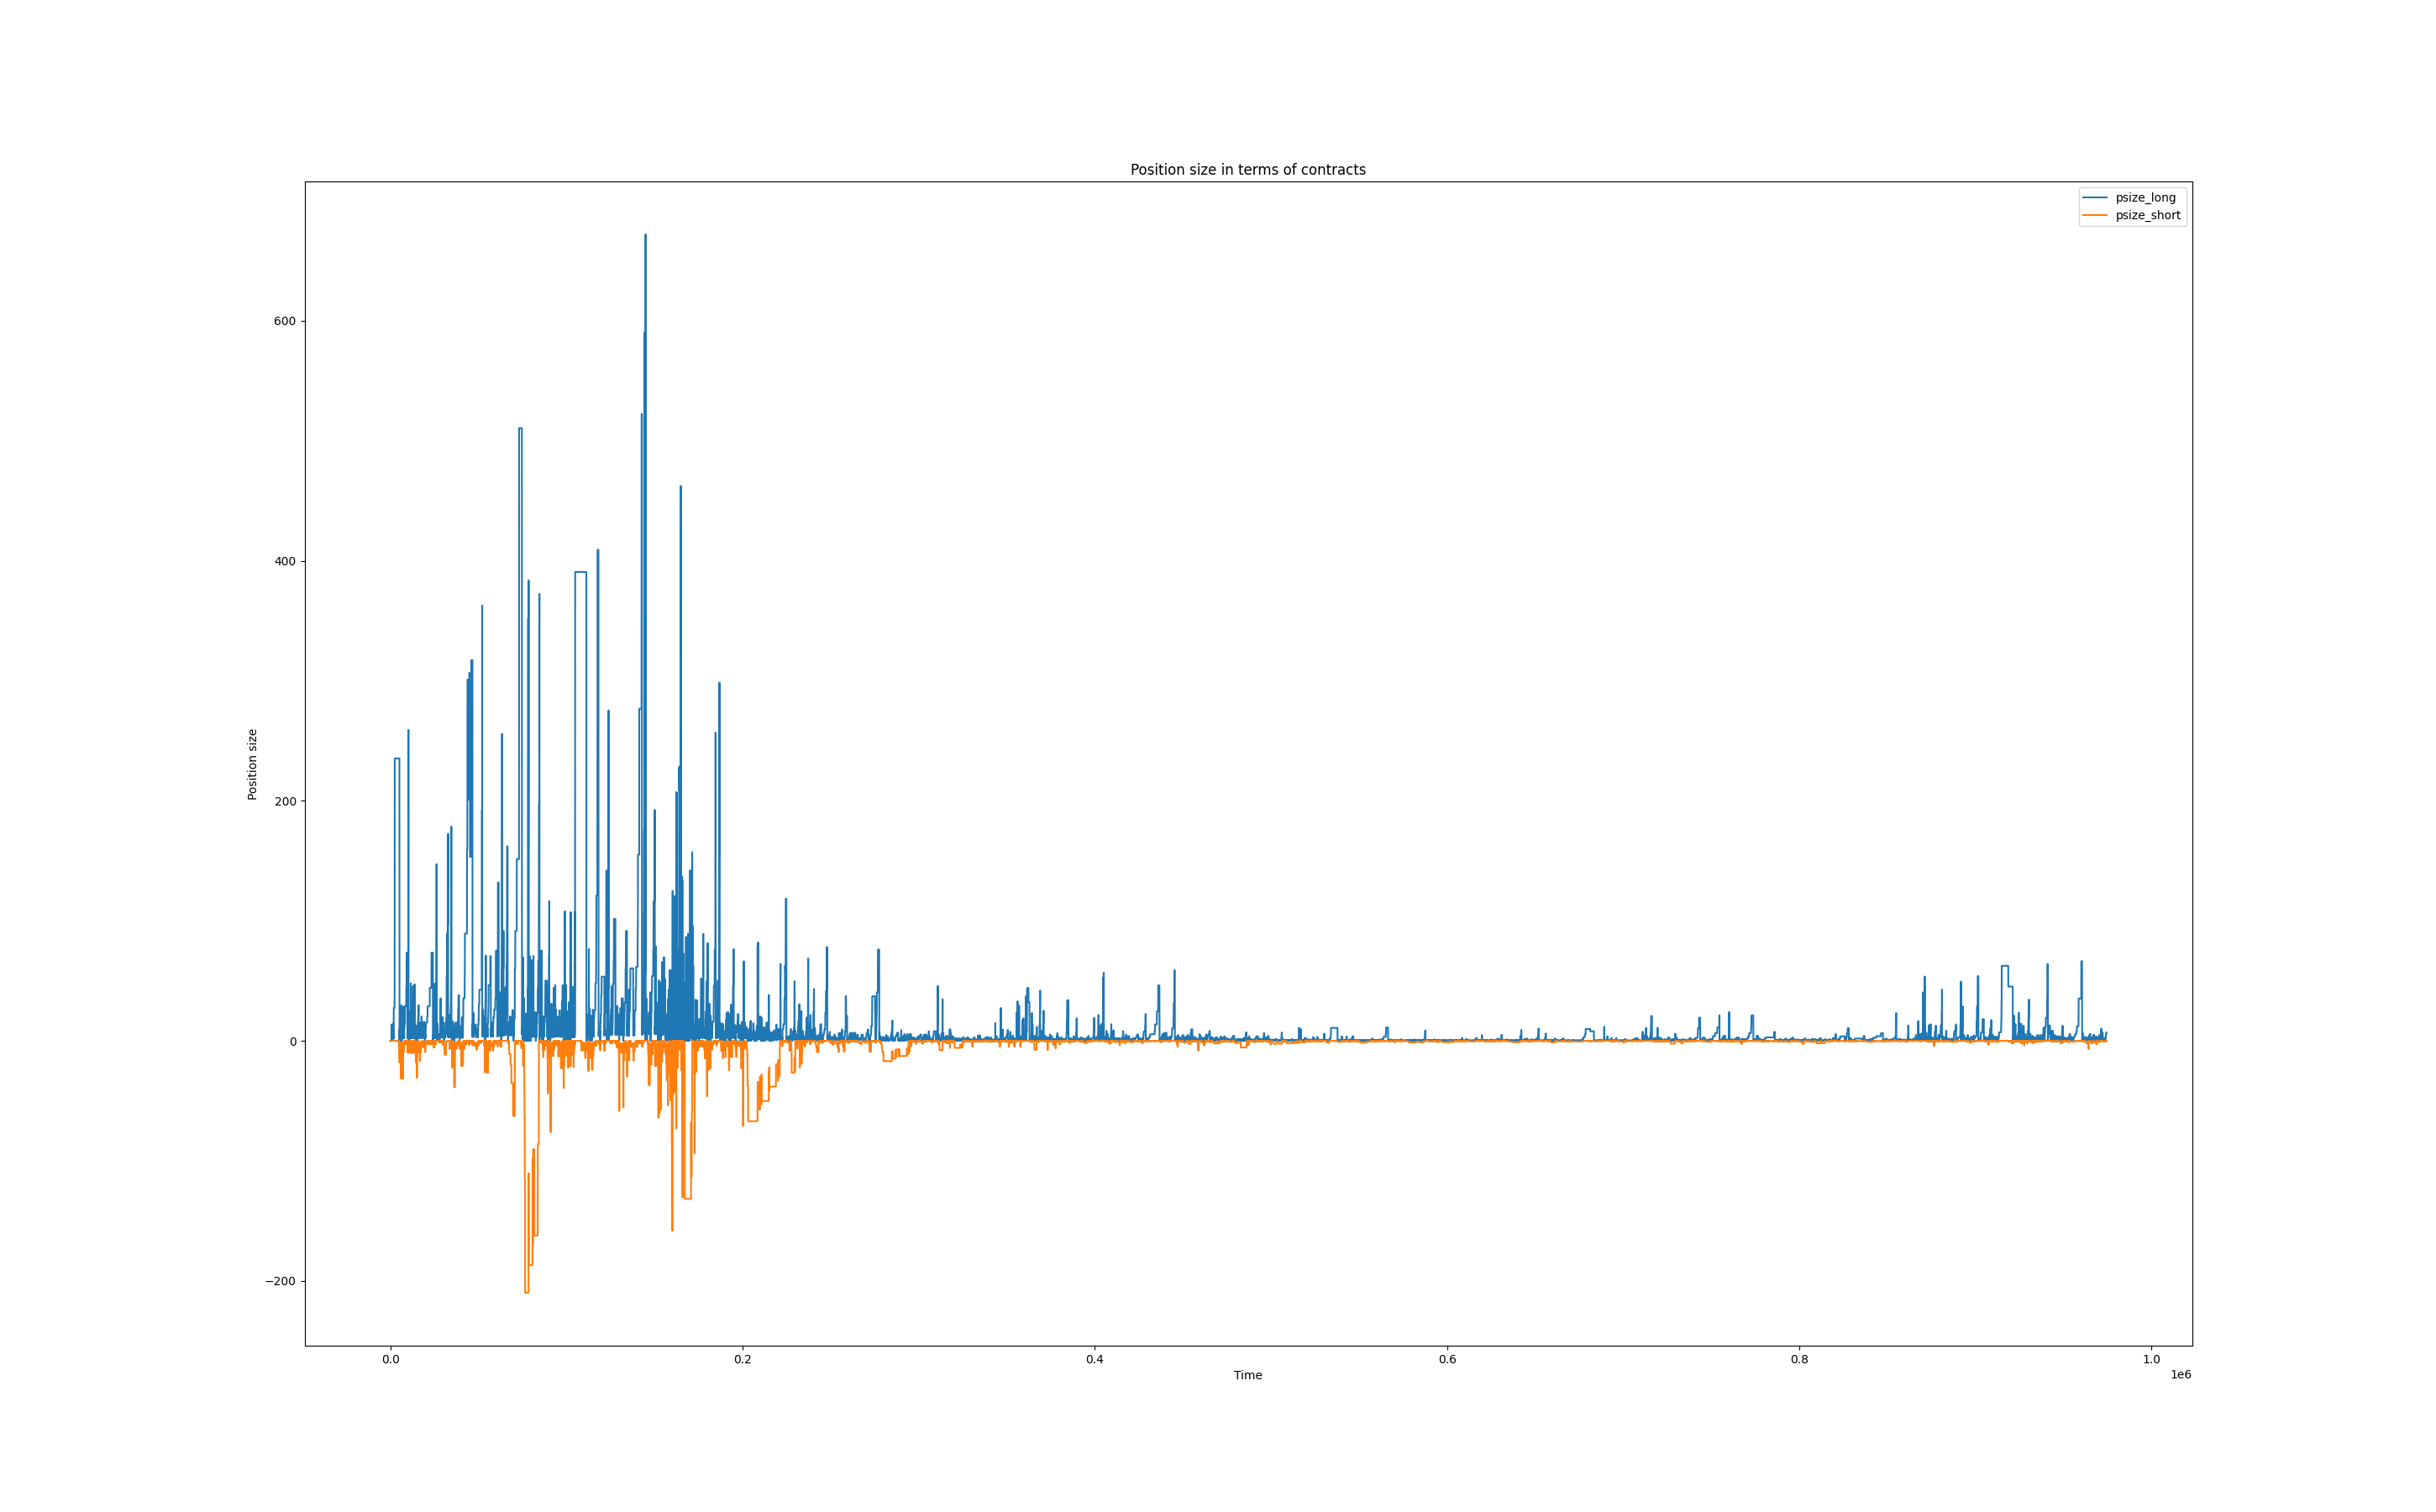 Position size in terms of contracts
psize_long
psize_short
600
400
200
0
−200
Position size
0.0
0.2
0.4
0.6
0.8
1.0
1e6
Time